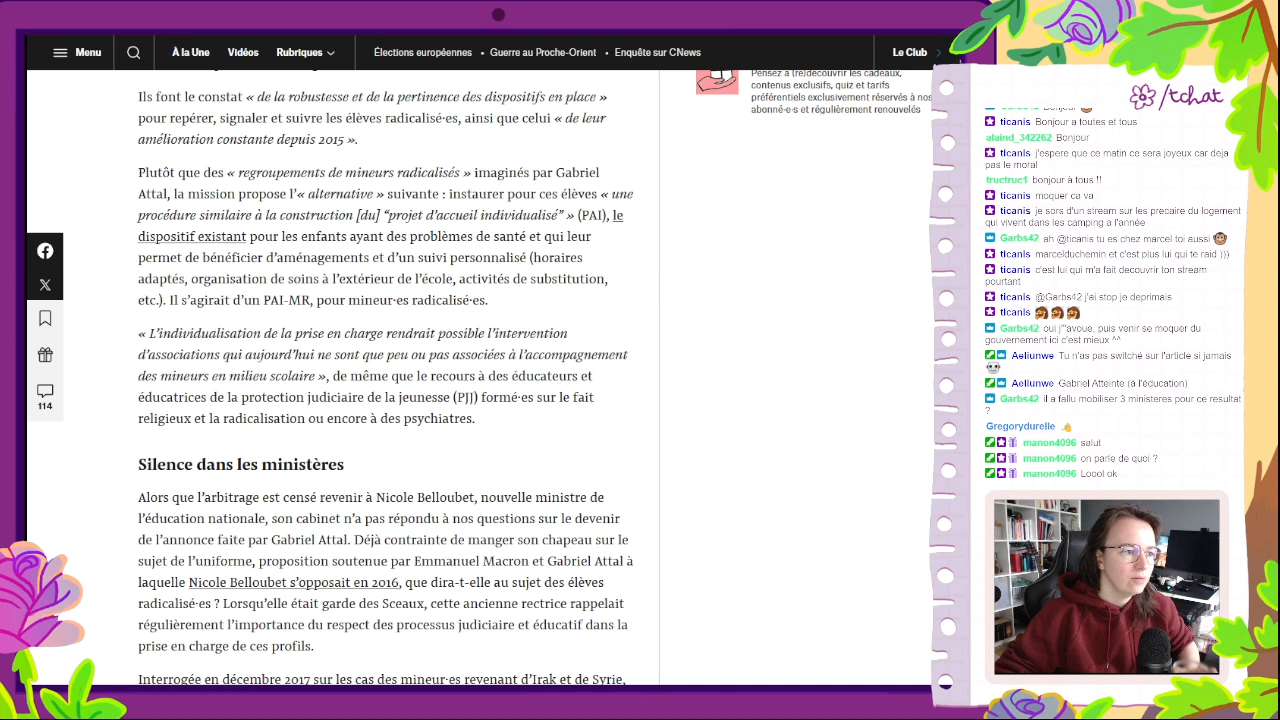 Menu
À la Une
Vidéos
Rubriques
Élections européennes • Guerre au Proche-Orient • Enquête sur CNews
Le Club
Ils font le constat « de la robustesse et de la pertinence des dispositifs en place »
pour repérer, signaler et suivre les élèves radicalisé·es, ainsi que celui « de leur
amélioration constante depuis 2015 ».
Plutôt que des « regroupements de mineurs radicalisés » imaginés par Gabriel
Attal, la mission propose l'« alternative » suivante : instaurer pour ces élèves « une
procédure similaire à la construction [du] “projet d'accueil individualisé” » (PAI), le
dispositif existant pour les élèves ayant des problèmes de santé et qui leur
permet de bénéficier d'aménagements et d'un suivi personnalisé (horaires
adaptés, organisation de soins à l'extérieur de l'école, activités de substitution,
etc.). Il s'agirait d'un PAI-MR, pour mineur·es radicalisé·es.
« L'individualisation de la prise en charge rendrait possible l'intervention
d'associations qui aujourd'hui ne sont que peu ou pas associées à l'accompagnement
des mineurs en milieu scolaire », de même que le recours à des éducateurs et
éducatrices de la protection judiciaire de la jeunesse (PJJ) formé·es sur le fait
religieux et la radicalisation ou encore à des psychiatres.
Silence dans les ministères
Alors que l'arbitrage est censé revenir à Nicole Belloubet, nouvelle ministre de
l'éducation nationale, son cabinet n'a pas répondu à nos questions sur le devenir
de l'annonce faite par Gabriel Attal. Déjà contrainte de manger son chapeau sur le
sujet de l'uniforme, proposition soutenue par Emmanuel Macron et Gabriel Attal à
laquelle Nicole Belloubet s'opposait en 2016, que dira-t-elle au sujet des élèves
radicalisé·es ? Lorsqu'elle était garde des Sceaux, cette ancienne rectrice rappelait
régulièrement l'importance du respect des processus judiciaire et éducatif dans la
prise en charge de ces profils.
Interrogée en décembre 2017 sur les cas des mineur·es revenant d'Irak et de Syrie,
114
Pensez à (re)découvrir les cadeaux,
contenus exclusifs, quiz et tarifs
préférentiels exclusivement réservés à nos
abonné·e·s et régulièrement renouvelés
/tchat
Garbs42 Bonjour
ticanis Bonjour a toutes et tous
alaind_342262 Bonjour
ticanis j'espere que ce matin ce sera joyeux car deja
pas le moral
fructruc1 bonjour à tous !!
ticanis moquer ca va
ticanis je sors d'un stream sur les precaire du logement
qui vivent dans les camping a l'année
Garbs42 ah @ticanis tu es chez marcel toi aussi
ticanis marcelduchemin et c'est plus lui qui te raid )))
ticanis c'est lui qui m'a fait decouvrir ton stream
pourtant
ticanis @Garbs42 j'ai stop je deprimais
ticanis
Garbs42 oui j'"avoue, puis venir se moquer du
gouvernement ici c'est mieux ^^
Aeliunwe Tu n'as pas switché sur l'article si jamais
Aeliunwe Gabriel Atteinte (à l'éducation)
Garbs42 il a fallu mobiliser 3 ministeres pour ce resultat
?
Gregorydurelle
manon4096 salut
manon4096 on parle de quoi ?
manon4096 Loool ok